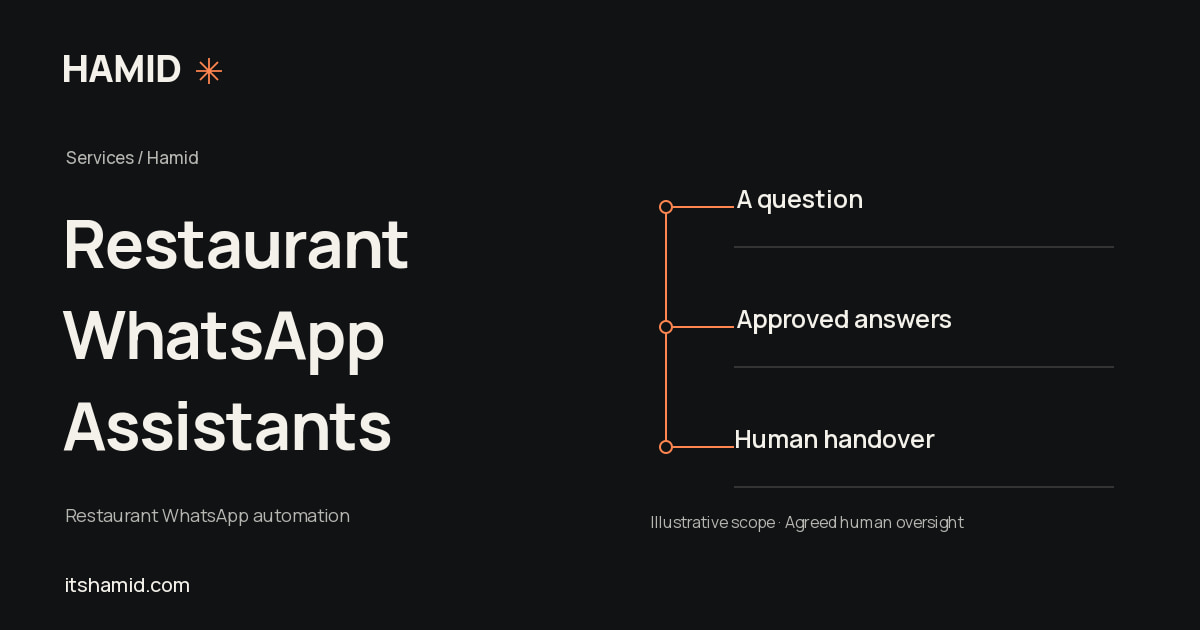 HAMID
Services / Hamid
Restaurant
WhatsApp
Assistants
Restaurant WhatsApp automation
itshamid.com
A question
Approved answers
Human handover
Illustrative scope · Agreed human oversight